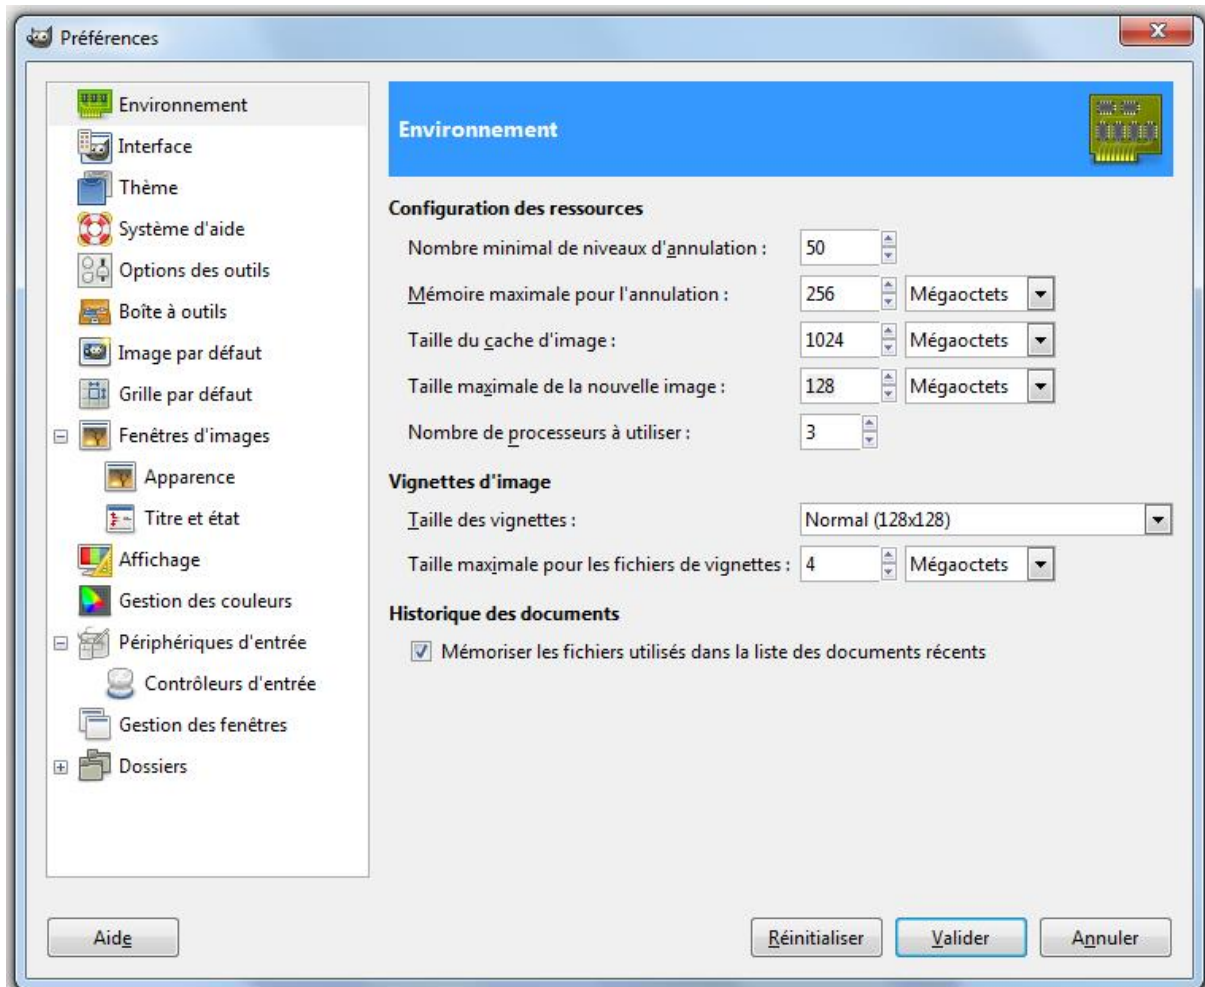 Préférences
Environnement
Interface
Thème
Système d'aide
Options des outils
Boîte à outils
Image par défaut
Grille par défaut
Fenêtres d'images
Apparence
Titre et état
Affichage
Gestion des couleurs
Périphériques d'entrée
Contrôleurs d'entrée
Gestion des fenêtres
Dossiers
Environnement
Configuration des ressources
Nombre minimal de niveaux d'annulation : 50
Mémoire maximale pour l'annulation : 256 Mégaoctets
Taille du cache d'image : 1024 Mégaoctets
Taille maximale de la nouvelle image : 128 Mégaoctets
Nombre de processeurs à utiliser : 3
Vignettes d'image
Taille des vignettes : Normal (128x128)
Taille maximale pour les fichiers de vignettes : 4 Mégaoctets
Historique des documents
Mémoriser les fichiers utilisés dans la liste des documents récents
Aide Réinitialiser Valider Annuler